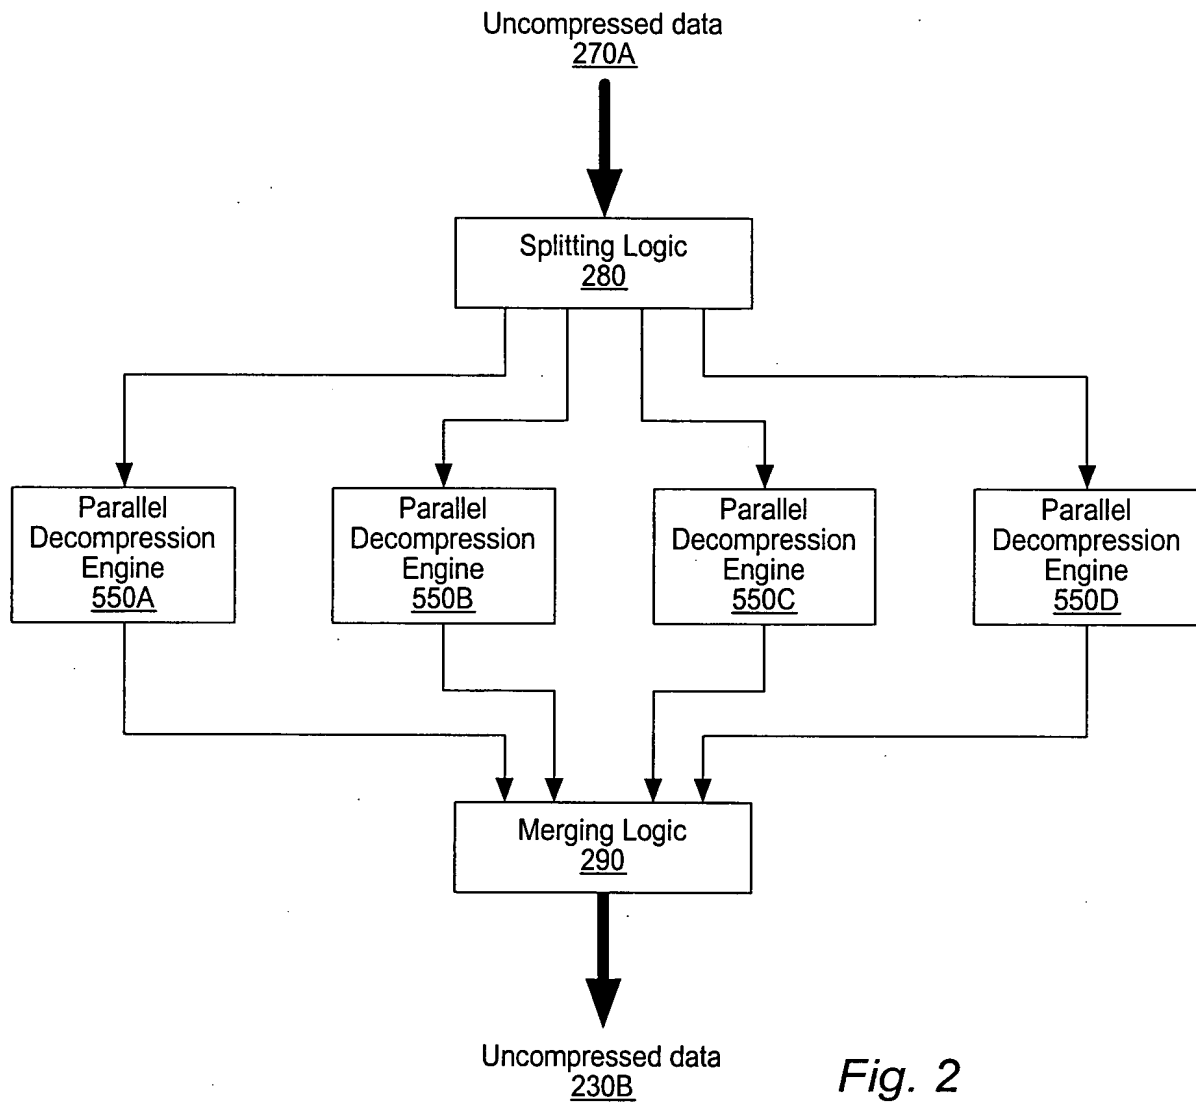 Uncompressed data
270A
Splitting Logic
280
Parallel
Decompression
Engine
550A
Parallel
Decompression
Engine
550B
Parallel
Decompression
Engine
550C
Parallel
Decompression
Engine
550D
Merging Logic
290
Uncompressed data
230B
Fig. 2